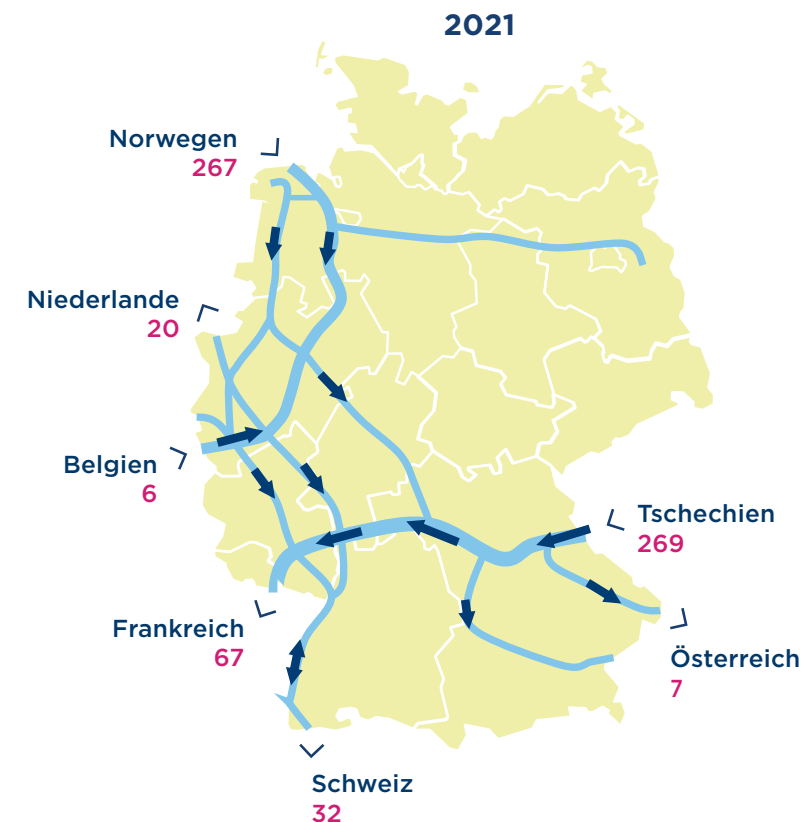 2021
Norwegen
267
Niederlande
20
Belgien
6
Tschechien
269
Frankreich
67
Österreich
7
Schweiz
32